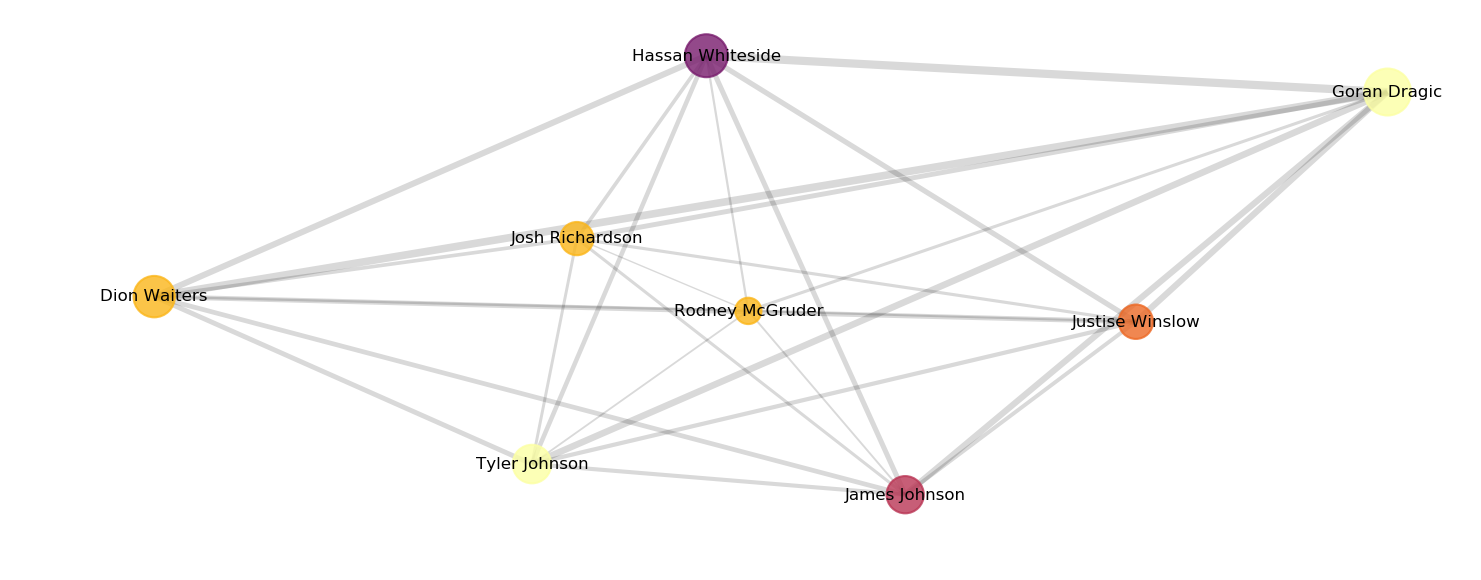 Hassan Whiteside
Goran Dragic
Josh Richardson
Dion Waiters
Rodney McGruder
Justise Winslow
Tyler Johnson
James Johnson